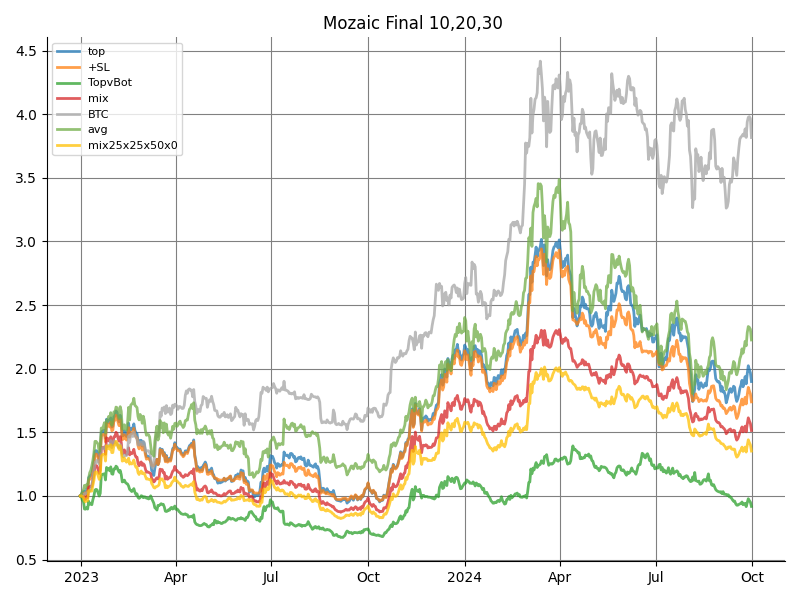 Mozaic Final 10,20,30
top
+SL
TopvBot
mix
BTC
avg
mix25x25x50x0
4.5
4.0
3.5
3.0
2.5
2.0
1.5
1.0
0.5
2023 Apr Jul Oct 2024 Apr Jul Oct